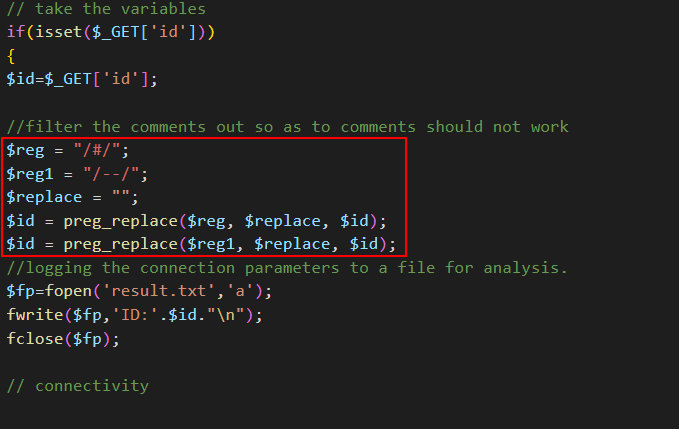 // take the variables
if(isset($_GET['id']))
{
$id=$_GET['id'];
//filter the comments out so as to comments should not work
$reg = "/#/";
$reg1 = "/--/";
$replace = "";
$id = preg_replace($reg, $replace, $id);
$id = preg_replace($reg1, $replace, $id);
//logging the connection parameters to a file for analysis.
$fp=fopen('result.txt','a');
fwrite($fp,'ID:'.$id."\n");
fclose($fp);
// connectivity